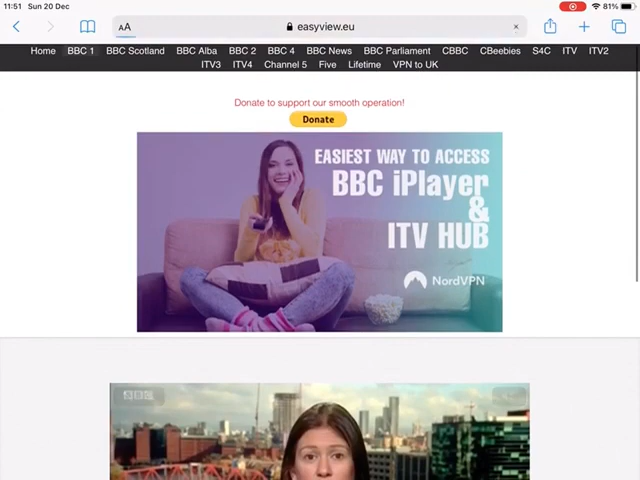 11:51 Sun 20 Dec
81%
AA
easyview.eu
Home BBC 1 BBC Scotland BBC Alba BBC 2 BBC 4 BBC News BBC Parliament CBBC CBeebies S4C ITV ITV2
ITV3 ITV4 Channel 5 Five Lifetime VPN to UK
Donate to support our smooth operation!
Donate
EASIEST WAY TO ACCESS
BBC iPlayer
&
ITV HUB
NordVPN